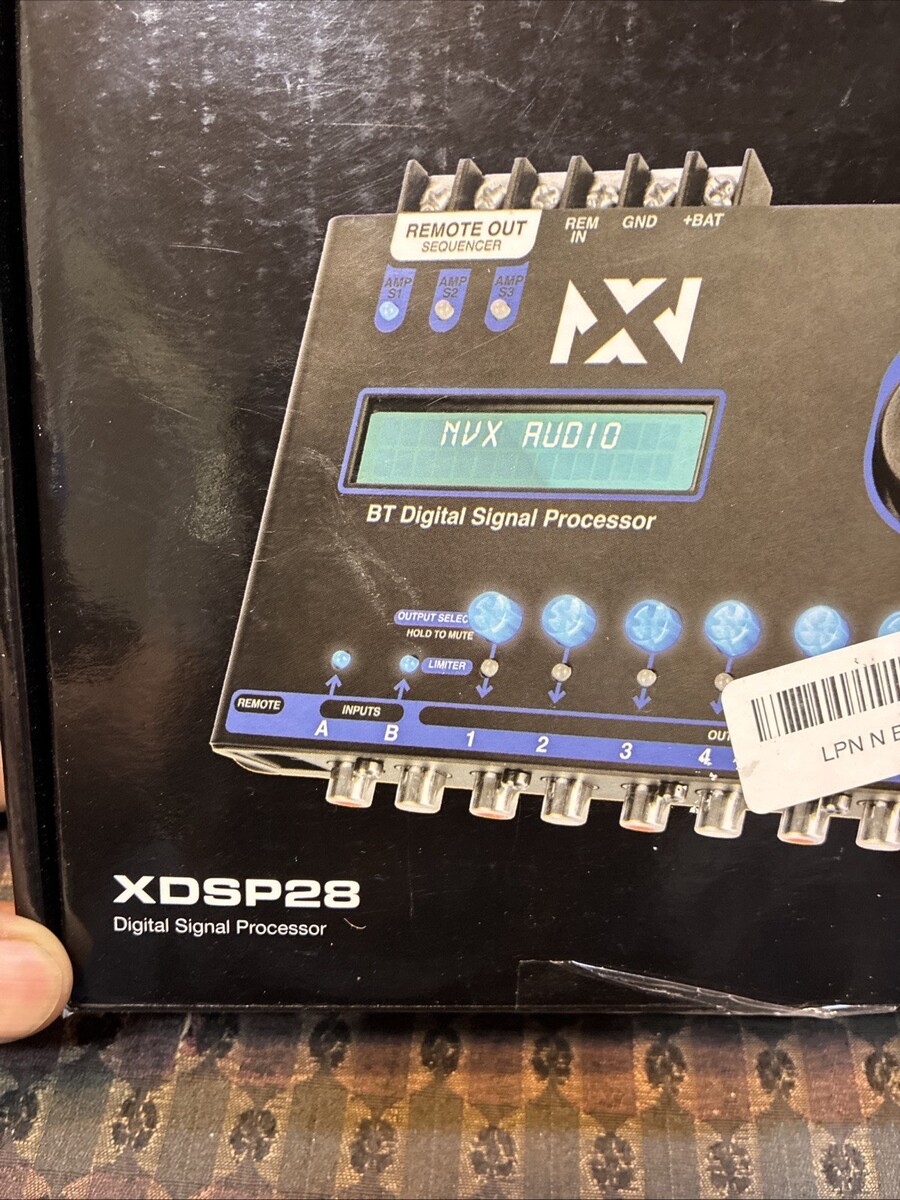 REMOTE OUT
SEQUENCER
REM
IN
GND
+BAT
AMP
S1
AMP
S2
AMP
S3
NVX AUDIO
BT Digital Signal Processor
OUTPUT SELEC
HOLD TO MUTE
LIMITER
REMOTE
INPUTS
A
B
1
2
3
4
LPN N
XDSP28
Digital Signal Processor